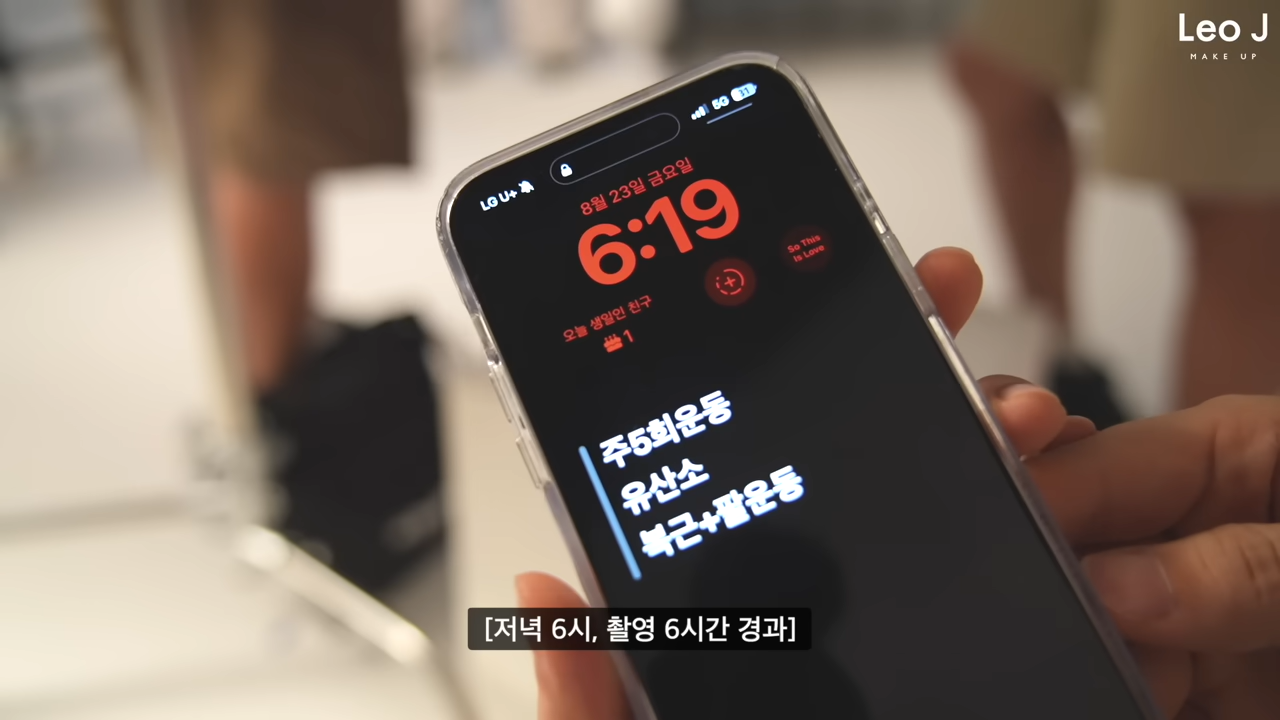 Leo J
MAKE UP
LG U+
5G
11
8월 23일 금요일
6:19
So This
Is Love
오늘 생일인 친구
1
주5회운동
유산소
복근+팔운동
[저녁 6시, 촬영 6시간 경과]